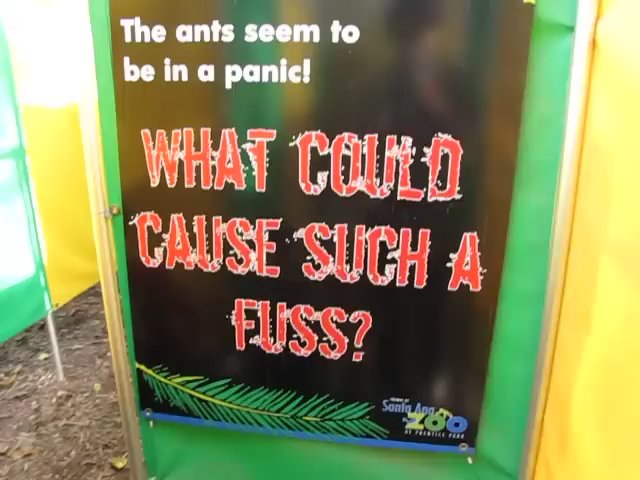 The ants seem to
be in a panic!
WHAT COULD
CAUSE SUCH A
FUSS?
Santa Ana
ZOO
AT PRENTICE PARK